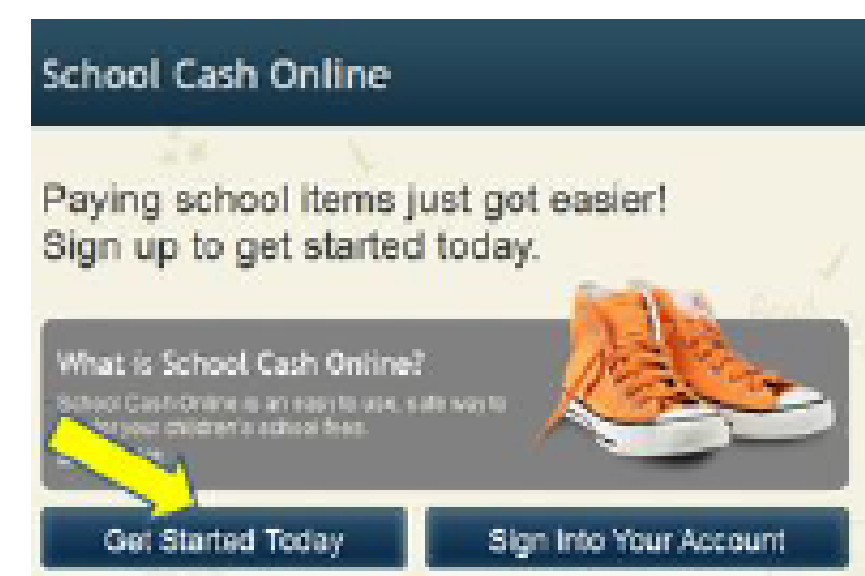 School Cash Online
Paying school items just got easier!
Sign up to get started today.
What is School Cash Online?
School Cash Online is an easy to use, safe way to
for your children's school fees.
Get Started Today
Sign Into Your Account